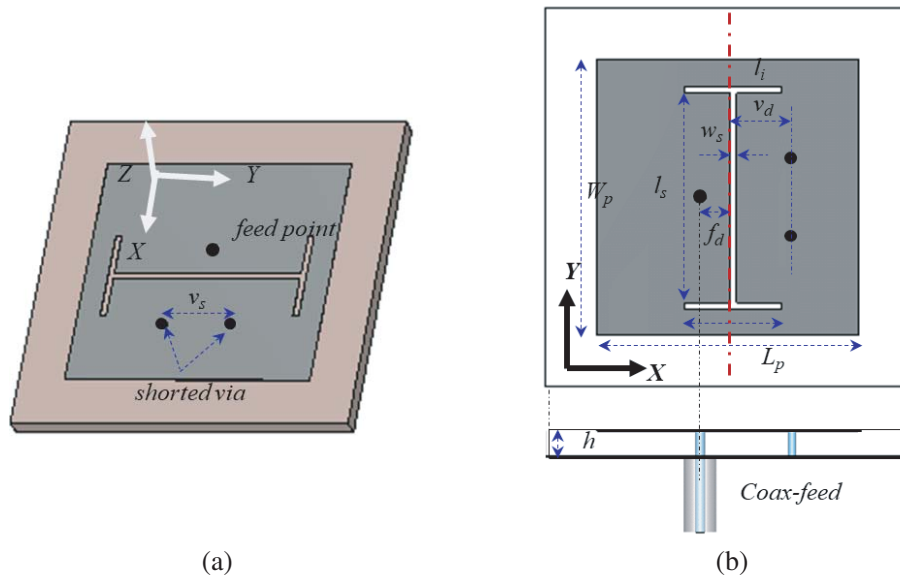 Z
Y
X
feed point
v_s
shorted via
(a)
l_i
v_d
w_s
W_p
l_s
f_d
Y
X
L_p
h
Coax-feed
(b)